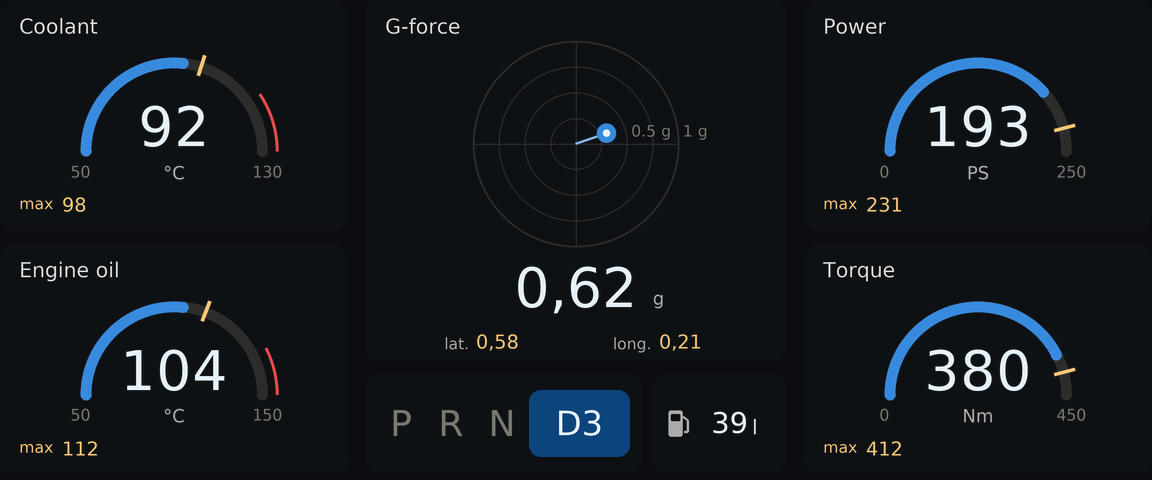 Coolant
92
50 °C 130
max 98
Engine oil
104
50 °C 150
max 112
G-force
0.5 g 1 g
0,62 g
lat. 0,58 long. 0,21
P R N D3
39 l
Power
193
0 PS 250
max 231
Torque
380
0 Nm 450
max 412